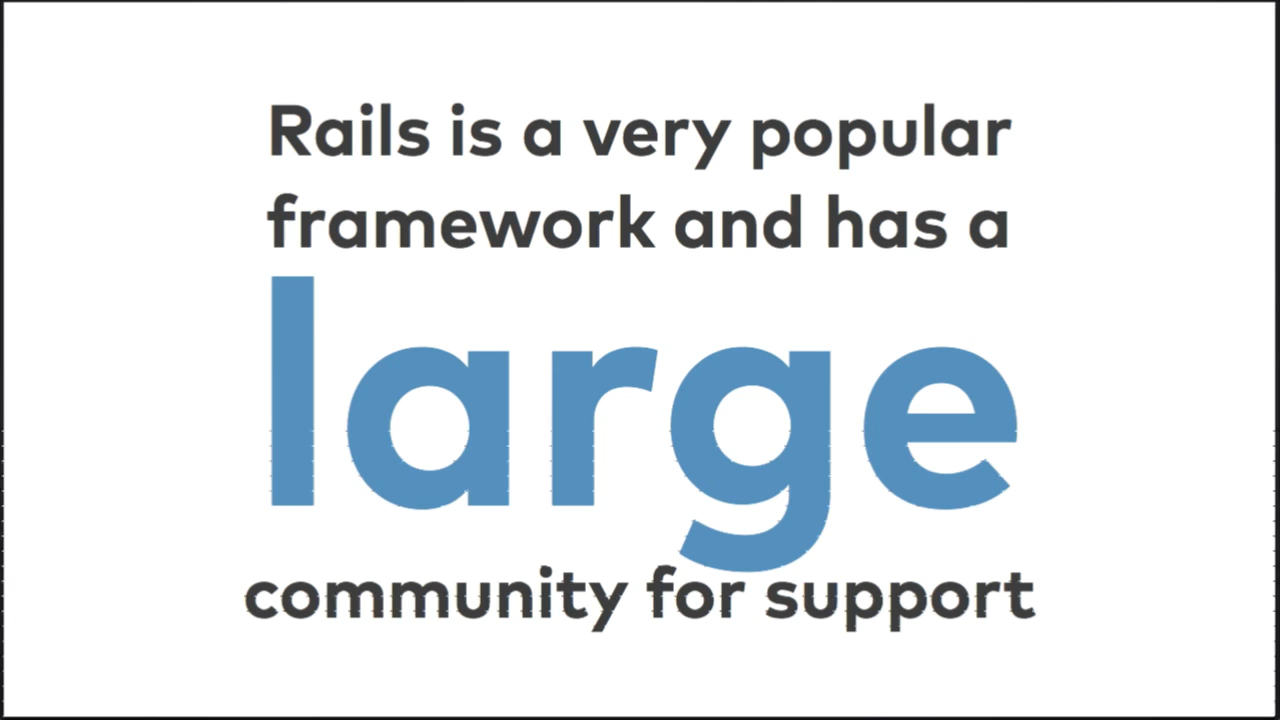 Rails is a very popular
framework and has a
large
community for support